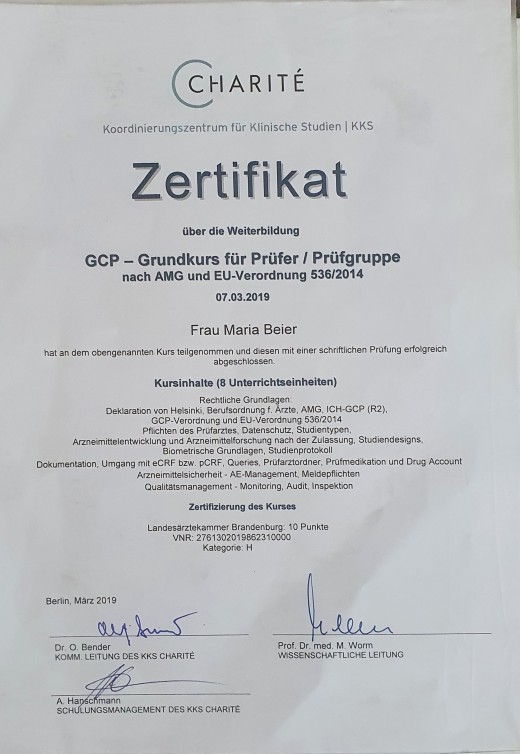 CHARITÉ
Koordinierungszentrum für Klinische Studien | KKS
Zertifikat
über die Weiterbildung
GCP – Grundkurs für Prüfer / Prüfgruppe
nach AMG und EU-Verordnung 536/2014
07.03.2019
Frau Maria Beier
hat an dem obengenannten Kurs teilgenommen und diesen mit einer schriftlichen Prüfung erfolgreich
abgeschlossen.
Kursinhalte (8 Unterrichtseinheiten)
Rechtliche Grundlagen:
Deklaration von Helsinki, Berufsordnung f. Ärzte, AMG, ICH-GCP (R2),
GCP-Verordnung und EU-Verordnung 536/2014
Pflichten des Prüfarztes, Datenschutz, Studientypen,
Arzneimittelentwicklung und Arzneimittelforschung nach der Zulassung, Studiendesigns,
Biometrische Grundlagen, Studienprotokoll
Dokumentation, Umgang mit eCRF bzw. pCRF, Queries, Prüfarztordner, Prüfmedikation und Drug Account
Arzneimittelsicherheit - AE-Management, Meldepflichten
Qualitätsmanagement - Monitoring, Audit, Inspektion
Zertifizierung des Kurses
Landesärztekammer Brandenburg: 10 Punkte
VNR: 2761302019862310000
Kategorie: H
Berlin, März 2019
Dr. O. Bender
KOMM. LEITUNG DES KKS CHARITÉ
Prof. Dr. med. M. Worm
WISSENSCHAFTLICHE LEITUNG
A. Hapschmann
SCHULUNGSMANAGEMENT DES KKS CHARITÉ